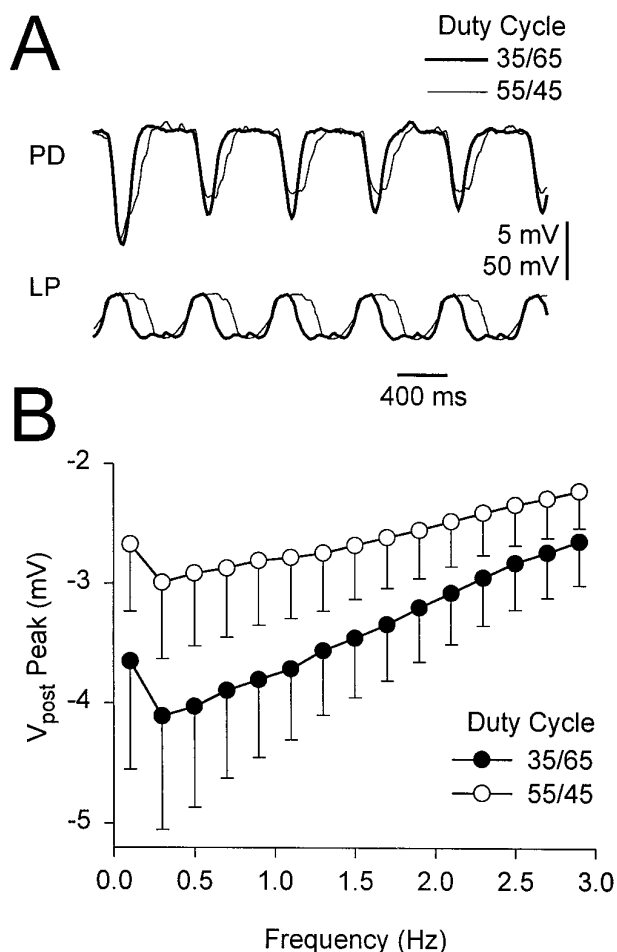 A
Duty Cycle
35/65
55/45
PD
5 mV
50 mV
LP
400 ms
B
-2
-3
-4
-5
Vpost Peak (mV)
Duty Cycle
35/65
55/45
0.0 0.5 1.0 1.5 2.0 2.5 3.0
Frequency (Hz)